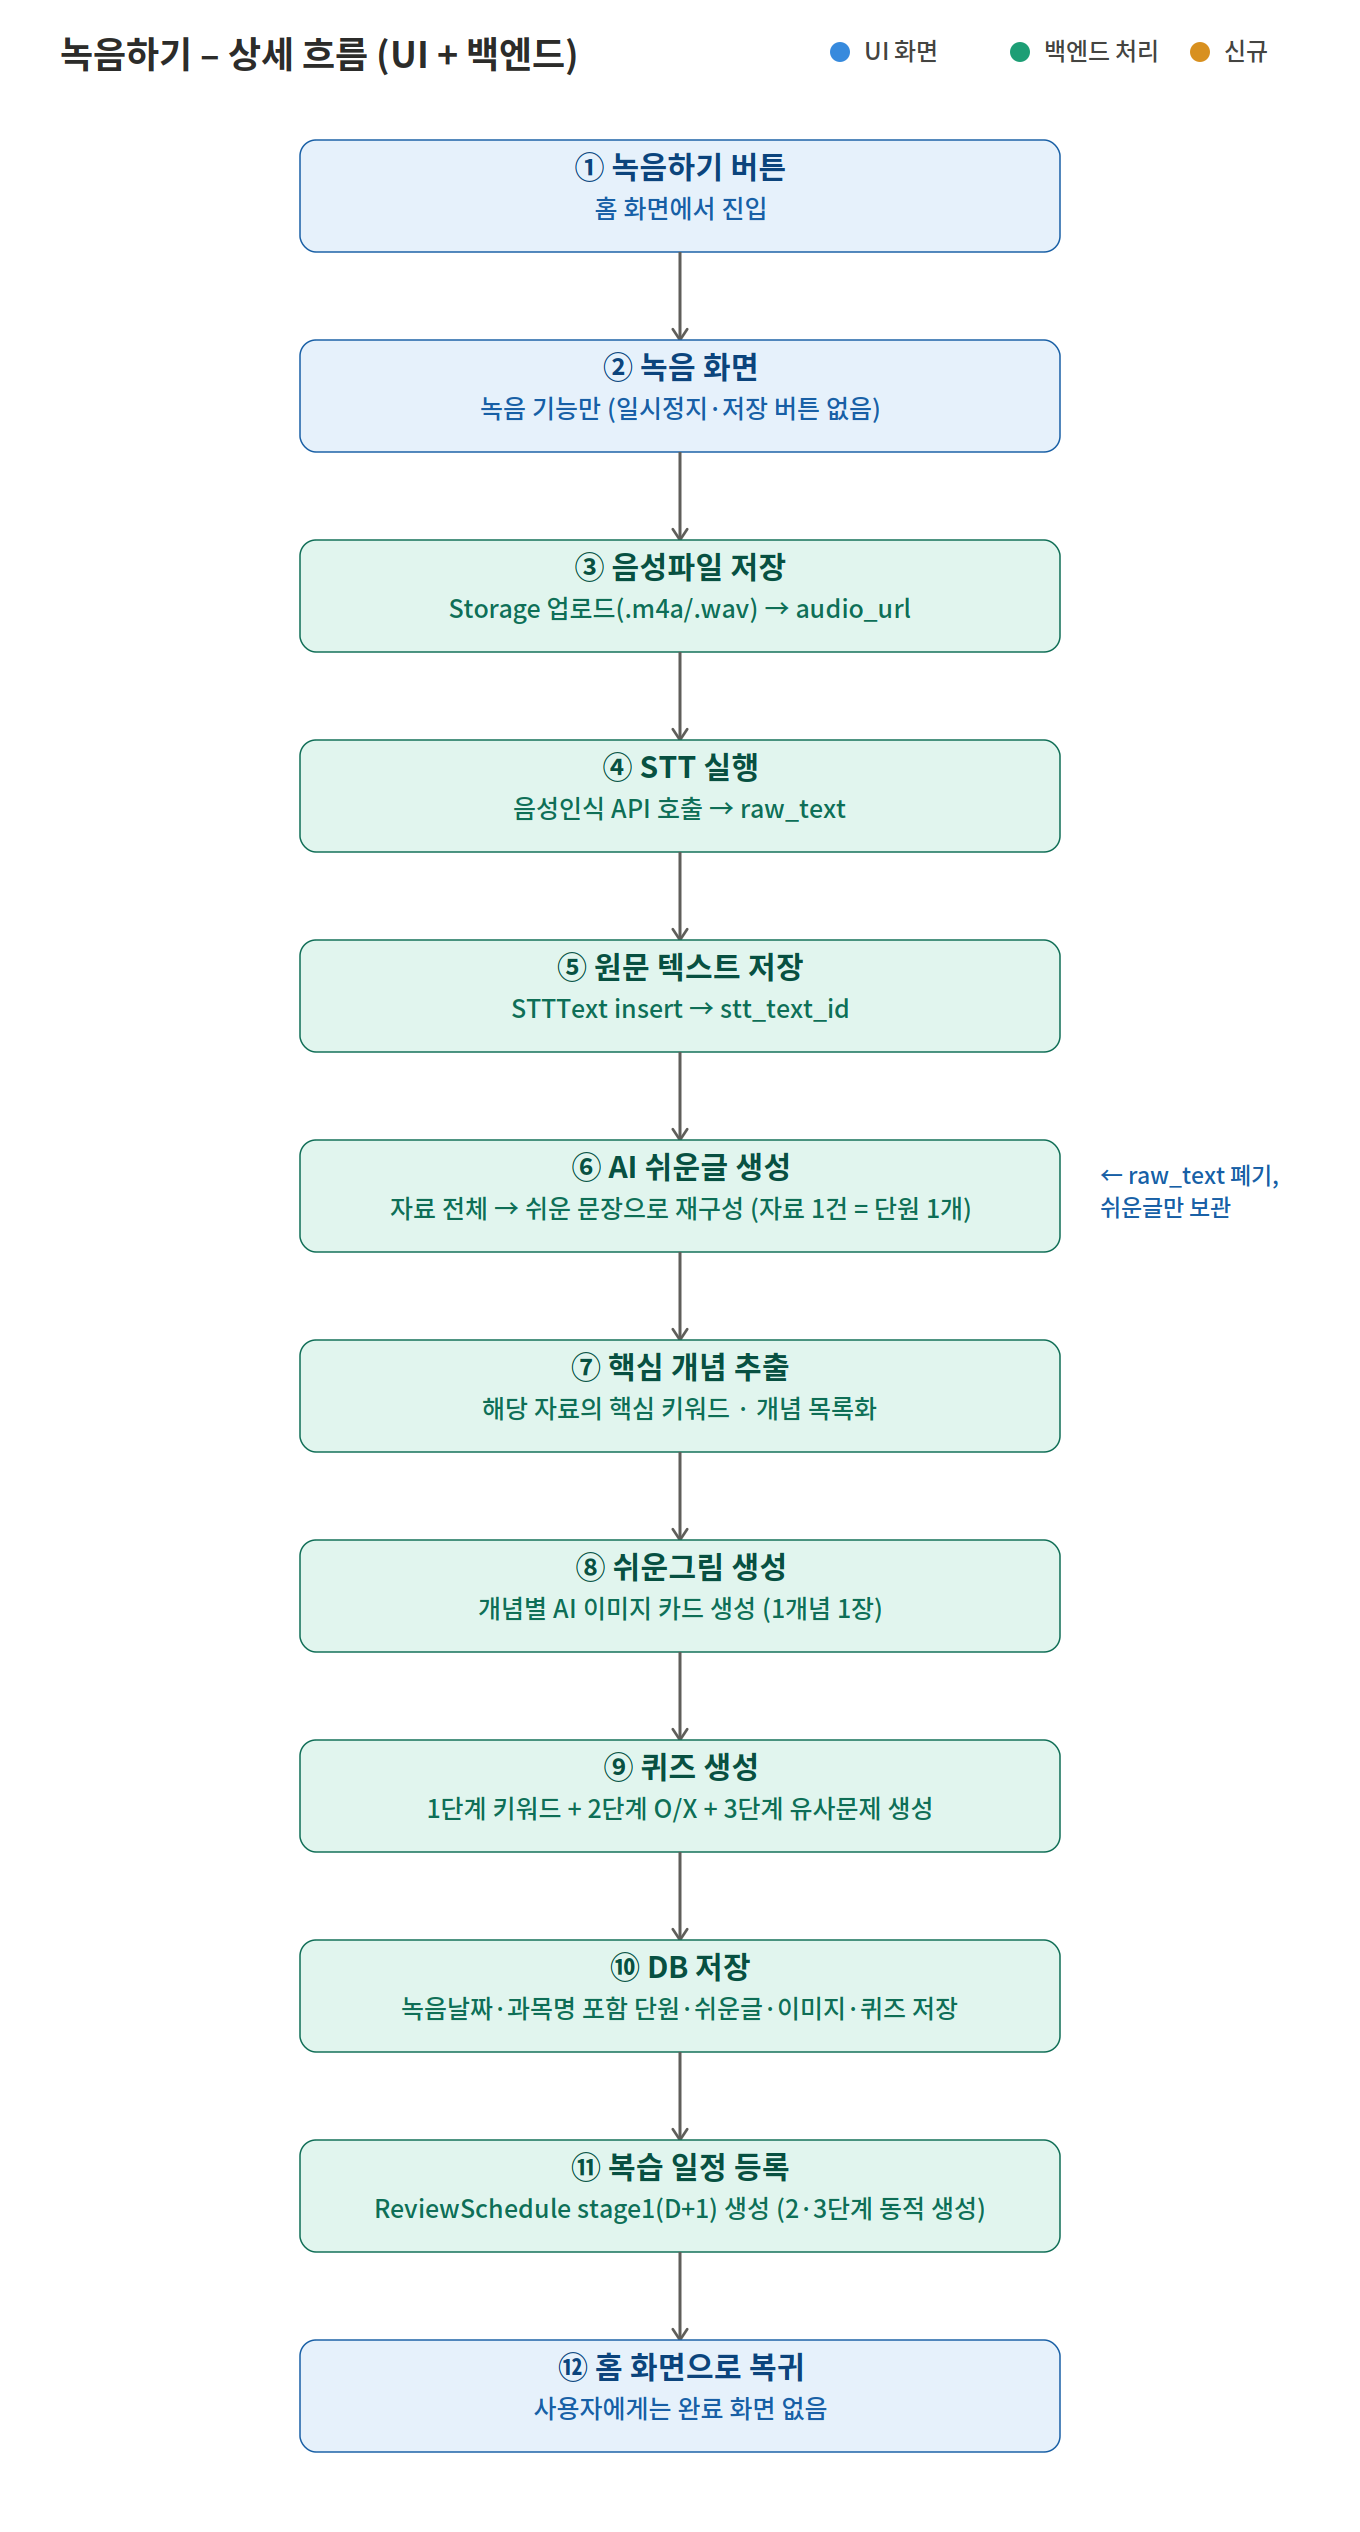 녹음하기 – 상세 흐름 (UI + 백엔드)
UI 화면
백엔드 처리
신규
① 녹음하기 버튼
홈 화면에서 진입
② 녹음 화면
녹음 기능만 (일시정지·저장 버튼 없음)
③ 음성파일 저장
Storage 업로드(.m4a/.wav) → audio_url
④ STT 실행
음성인식 API 호출 → raw_text
⑤ 원문 텍스트 저장
STTText insert → stt_text_id
⑥ AI 쉬운글 생성
자료 전체 → 쉬운 문장으로 재구성 (자료 1건 = 단원 1개)
← raw_text 폐기,
쉬운글만 보관
⑦ 핵심 개념 추출
해당 자료의 핵심 키워드 · 개념 목록화
⑧ 쉬운그림 생성
개념별 AI 이미지 카드 생성 (1개념 1장)
⑨ 퀴즈 생성
1단계 키워드 + 2단계 O/X + 3단계 유사문제 생성
⑩ DB 저장
녹음날짜·과목명 포함 단원·쉬운글·이미지·퀴즈 저장
⑪ 복습 일정 등록
ReviewSchedule stage1(D+1) 생성 (2·3단계 동적 생성)
⑫ 홈 화면으로 복귀
사용자에게는 완료 화면 없음